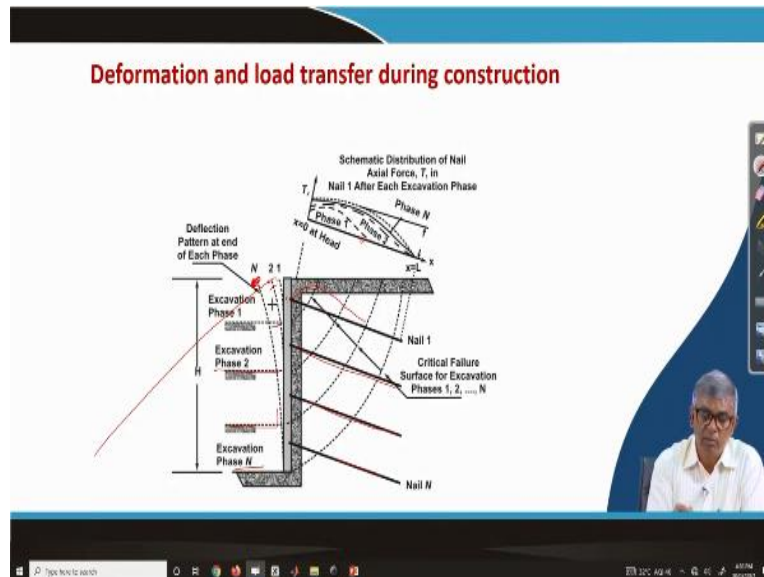 Deformation and load transfer during construction
Schematic Distribution of Nail
Axial Force, T, in
Nail 1 After Each Excavation Phase
Phase N
Phase 1
Phase 2
x=0 at Head
x
x=L
Deflection
Pattern at end
of Each Phase
N 2 1
Excavation
Phase 1
Excavation
Phase 2
H
Excavation
Phase N
Nail 1
Critical Failure
Surface for Excavation
Phases 1, 2, ...., N
Nail N
Type here to search